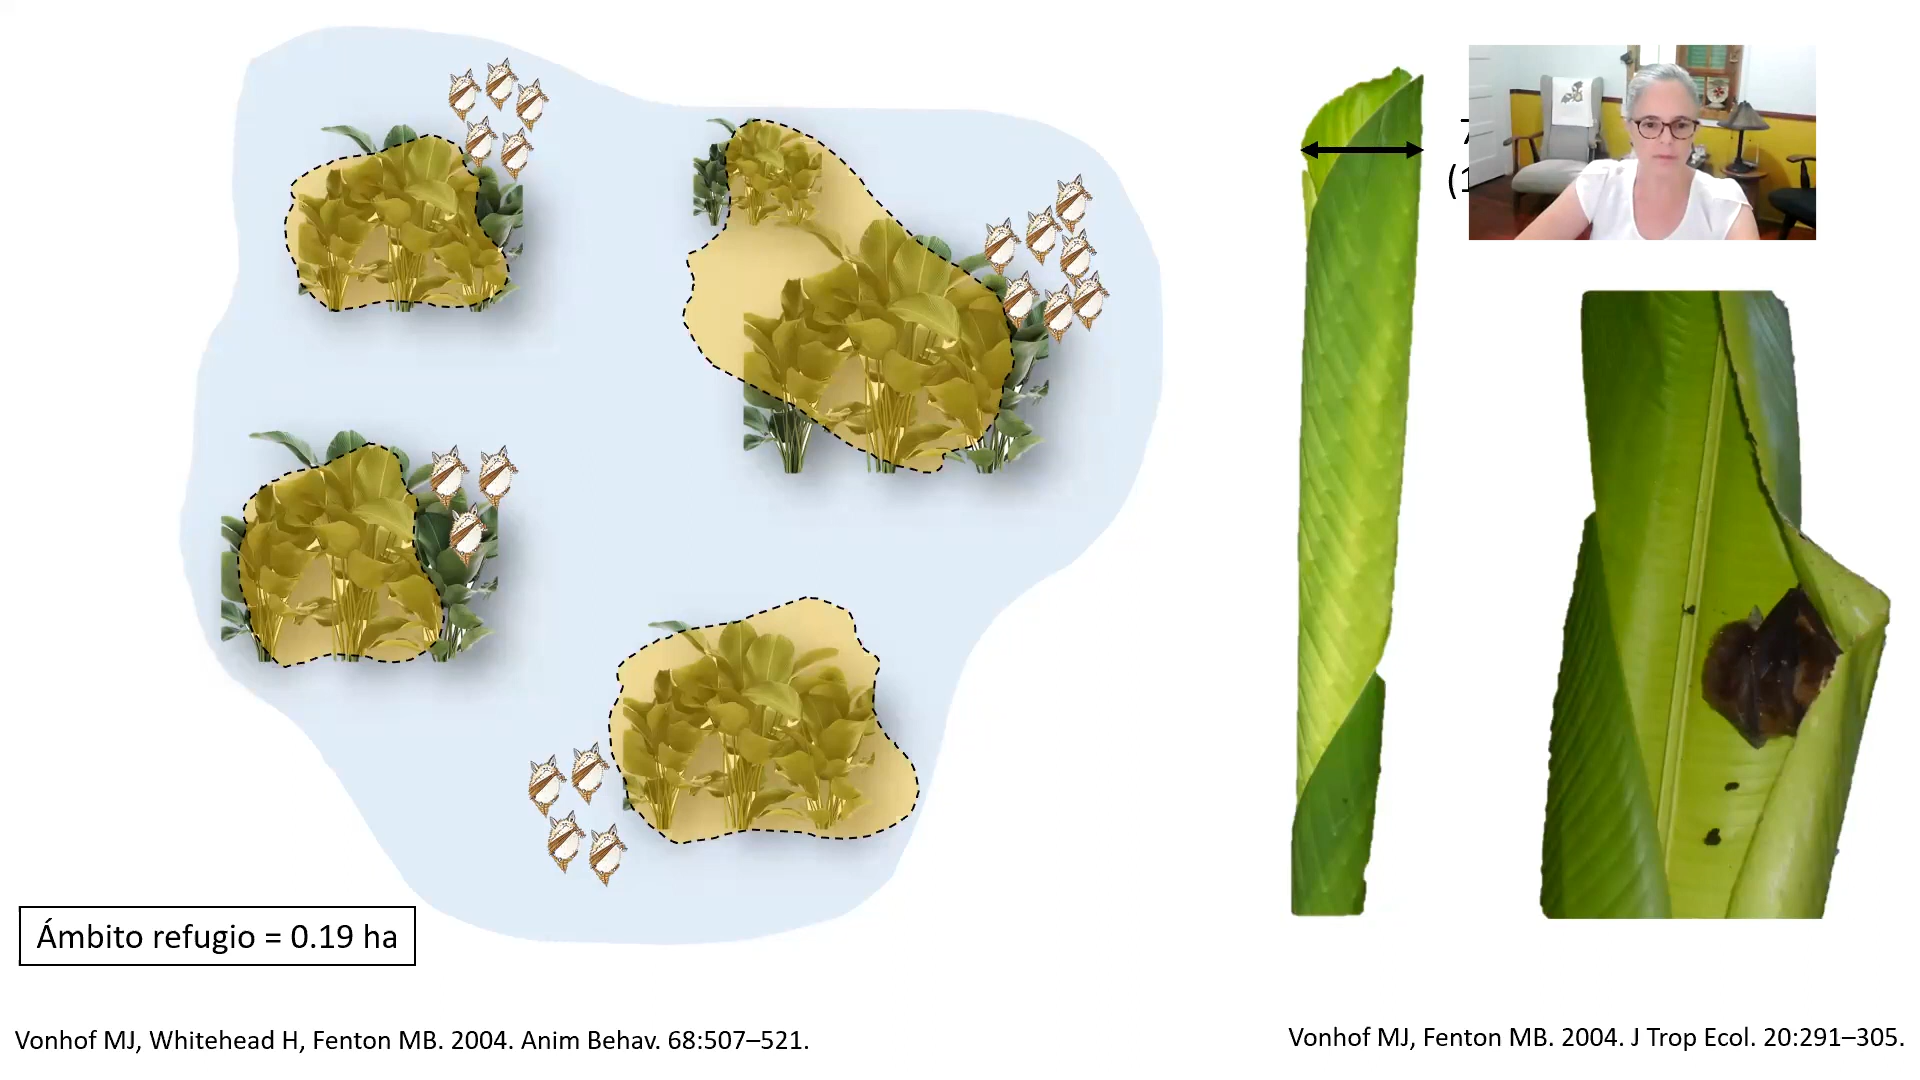 Ámbito refugio = 0.19 ha
Vonhof MJ, Whitehead H, Fenton MB. 2004. Anim Behav. 68:507–521.
Vonhof MJ, Fenton MB. 2004. J Trop Ecol. 20:291–305.